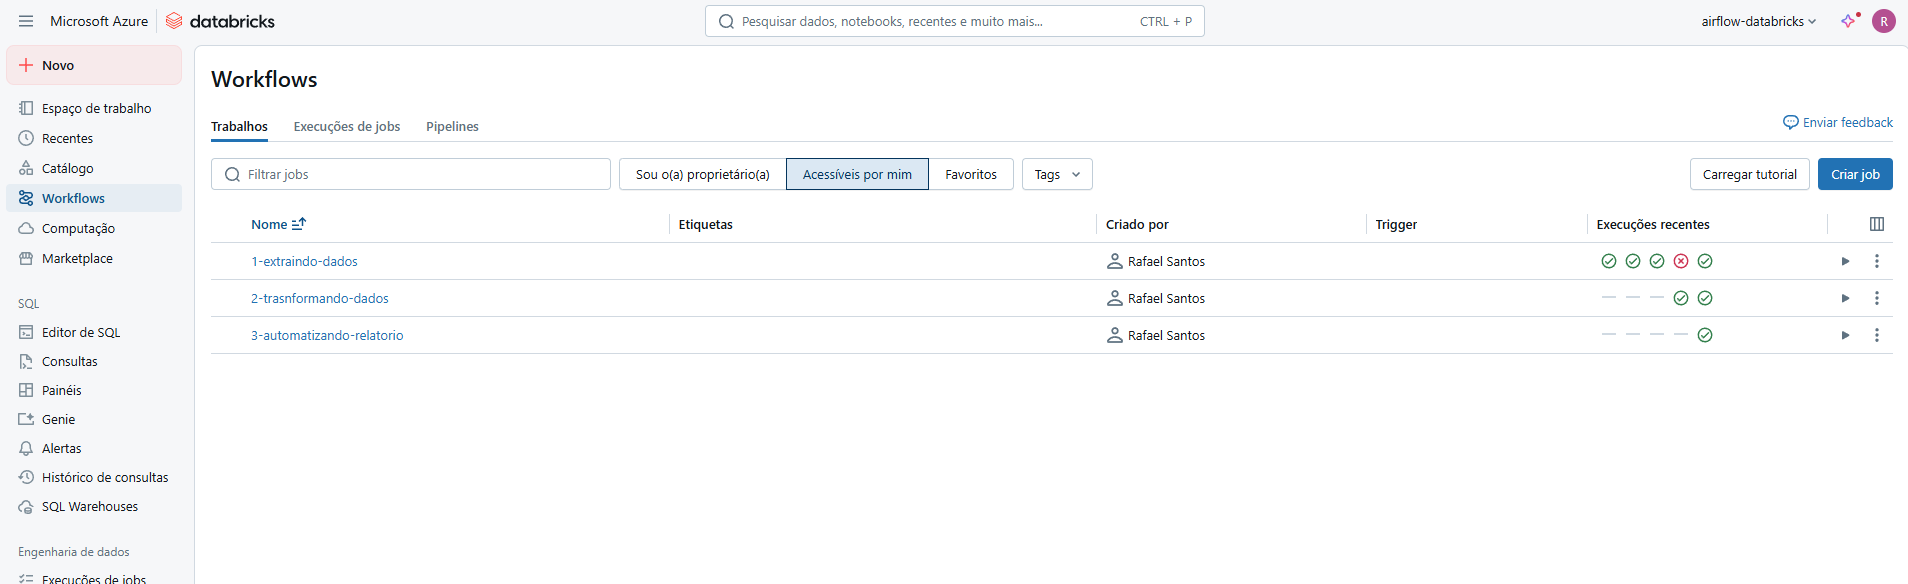 Microsoft Azure databricks
Pesquisar dados, notebooks, recentes e muito mais... CTRL + P
airflow-databricks
R
Novo
Espaço de trabalho
Recentes
Catálogo
Workflows
Computação
Marketplace
SQL
Editor de SQL
Consultas
Painéis
Genie
Alertas
Histórico de consultas
SQL Warehouses
Engenharia de dados
Execuções de jobs
Workflows
Trabalhos Execuções de jobs Pipelines
Enviar feedback
Filtrar jobs Sou o(a) proprietário(a) Acessíveis por mim Favoritos Tags Carregar tutorial Criar job
Nome Etiquetas Criado por Trigger Execuções recentes
1-extraindo-dados Rafael Santos
2-trasnformando-dados Rafael Santos
3-automatizando-relatorio Rafael Santos